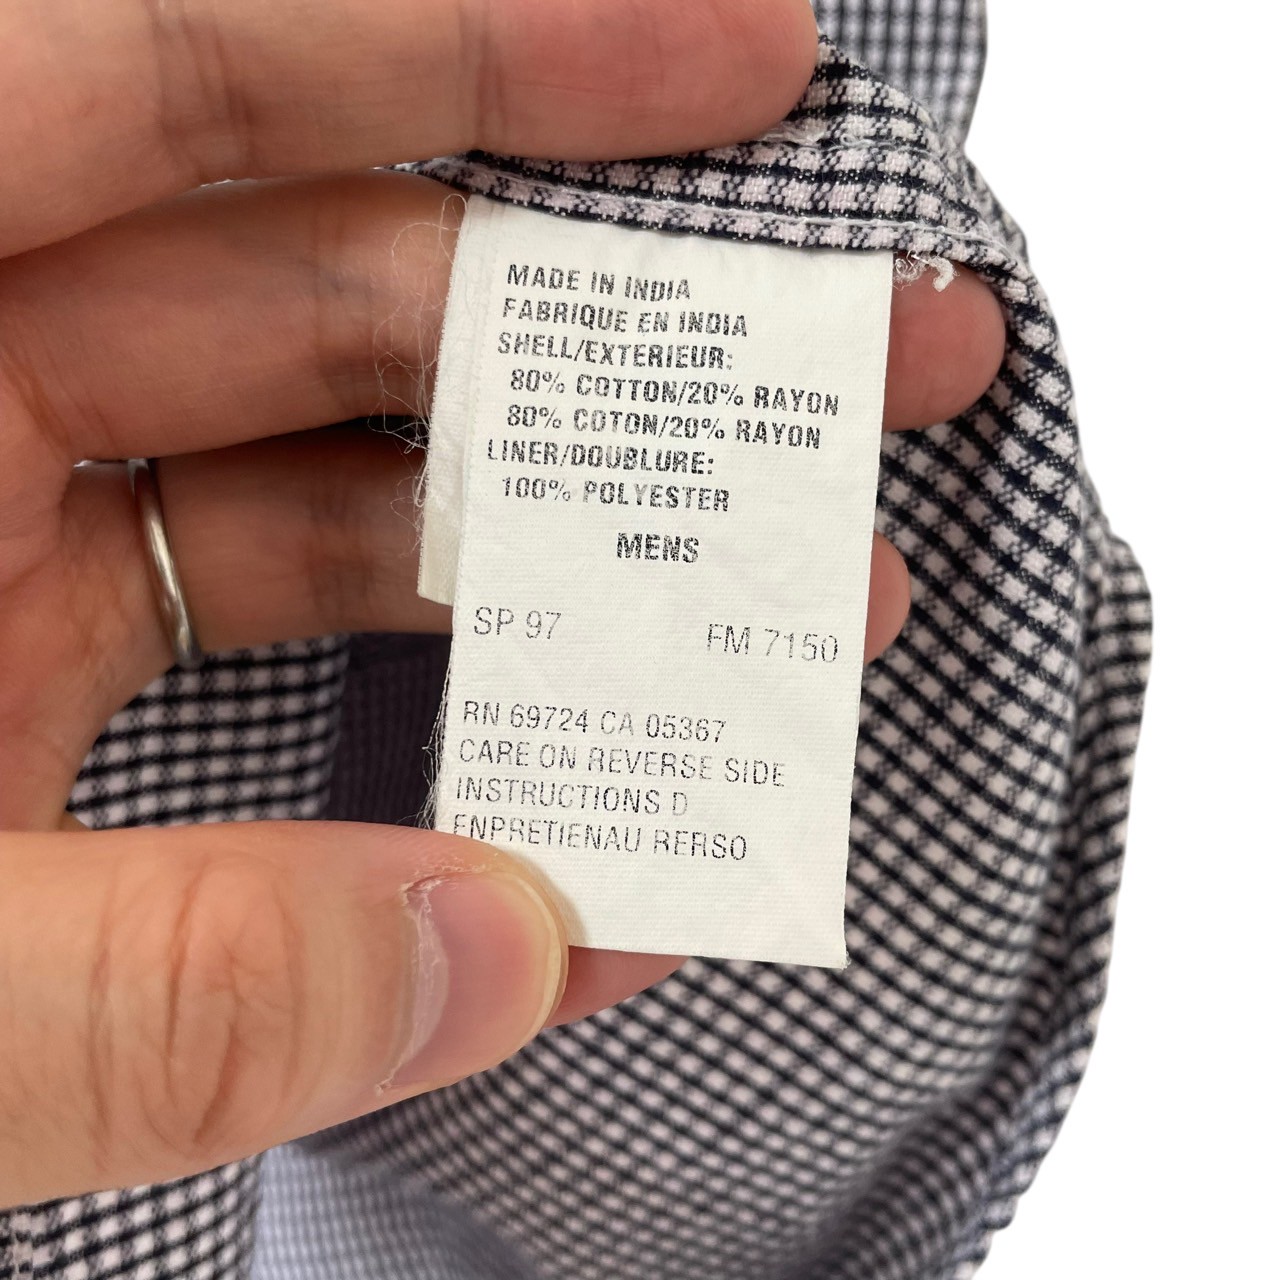 MADE IN INDIA
FABRIQUE EN INDIA
SHELL/EXTERIEUR:
80% COTTON/20% RAYON
80% COTON/20% RAYON
LINER/DOUBLURE:
100% POLYESTER
MENS
SP 97 FM 7150
RN 69724 CA 05367
CARE ON REVERSE SIDE
INSTRUCTIONS D
ENPRETIENAU RERSO